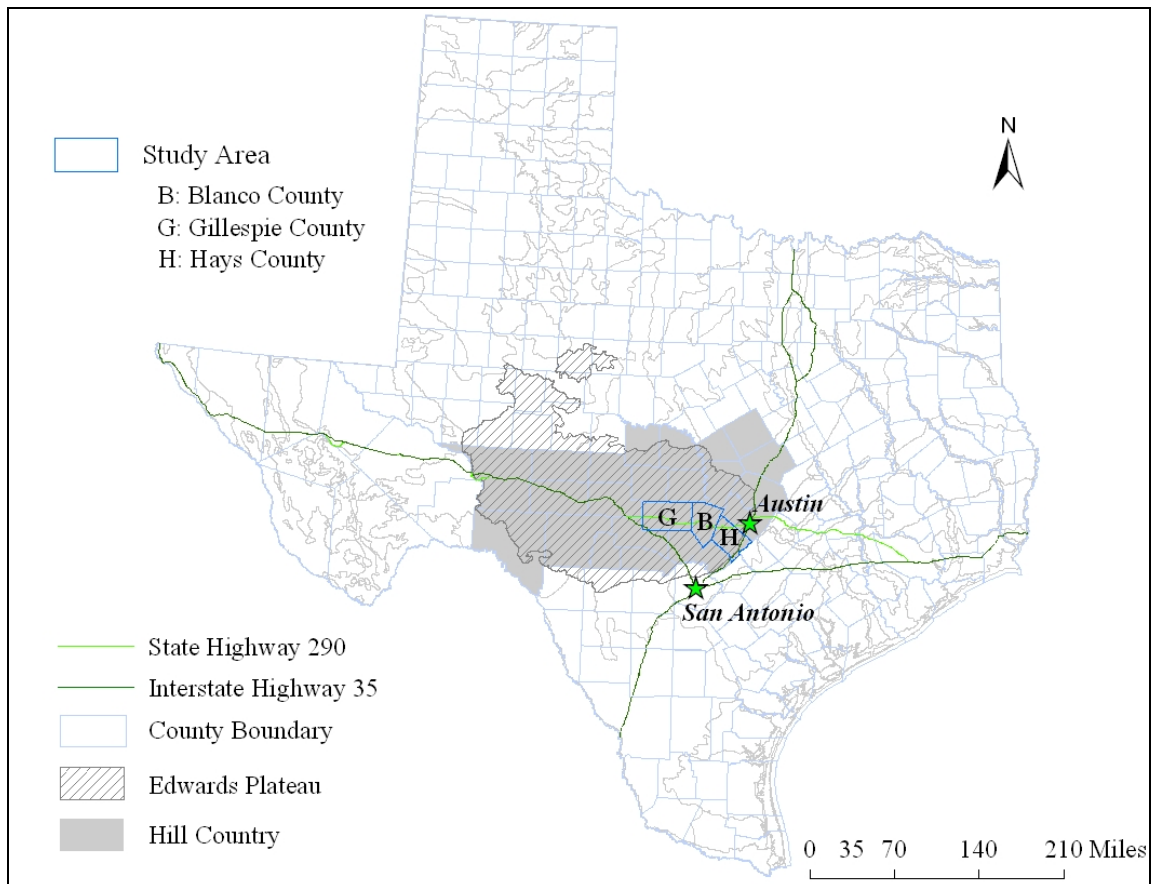 N
Study Area
B: Blanco County
G: Gillespie County
H: Hays County
Austin
G
B
H
San Antonio
State Highway 290
Interstate Highway 35
County Boundary
Edwards Plateau
Hill Country
0 35 70 140 210 Miles